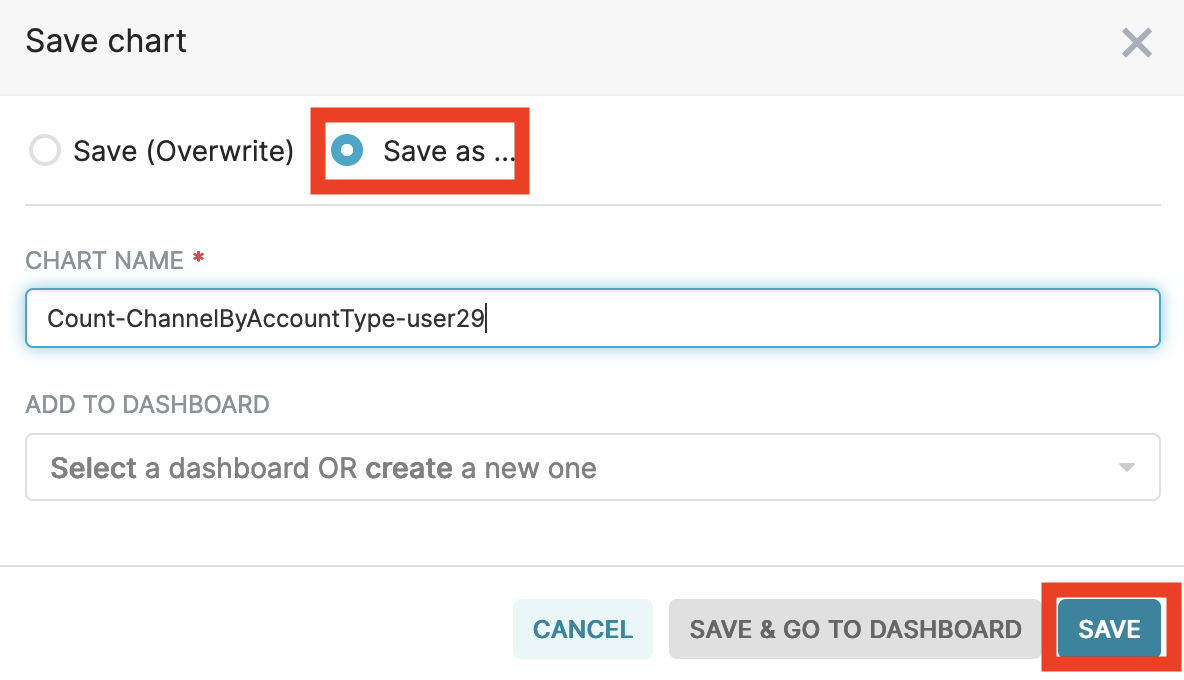 Save chart
Save (Overwrite) Save as ...
CHART NAME *
Count-ChannelByAccountType-user29
ADD TO DASHBOARD
Select a dashboard OR create a new one
CANCEL SAVE & GO TO DASHBOARD SAVE